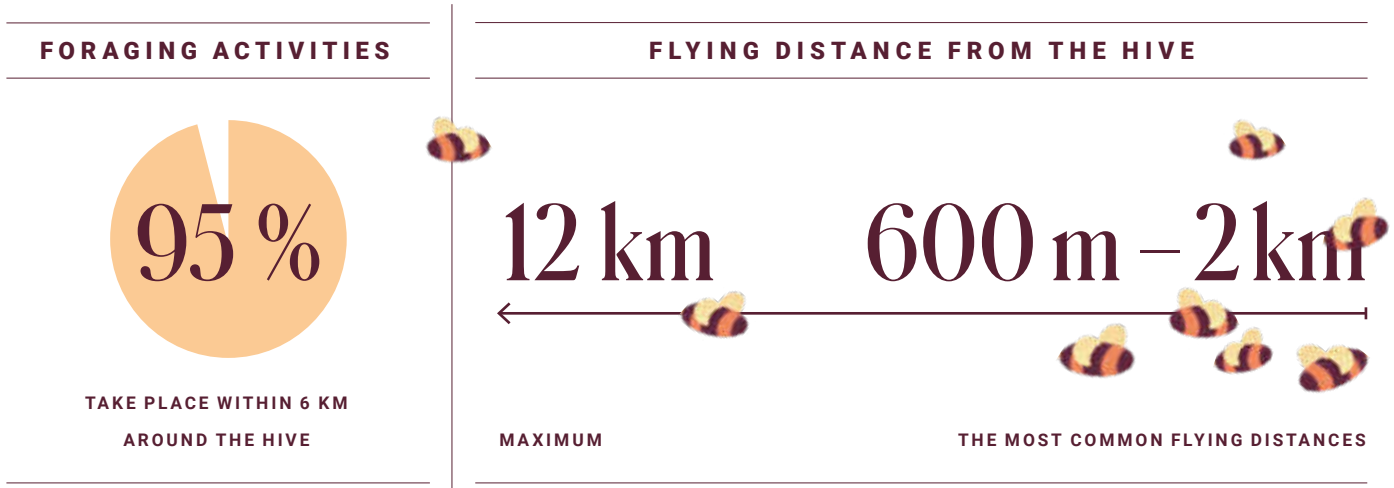 FORAGING ACTIVITIES
95 %
TAKE PLACE WITHIN 6 KM
AROUND THE HIVE
FLYING DISTANCE FROM THE HIVE
12 km
600 m – 2 km
MAXIMUM
THE MOST COMMON FLYING DISTANCES